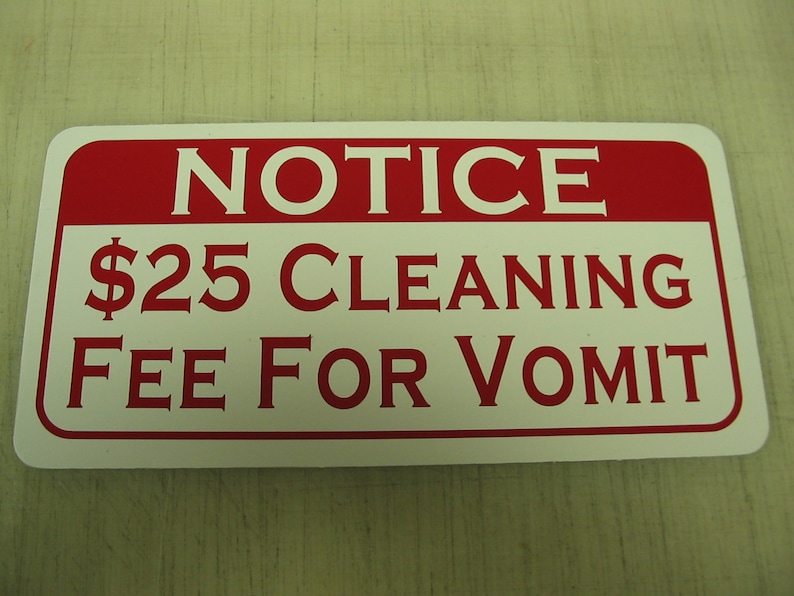 NOTICE
$25 CLEANING
FEE FOR VOMIT